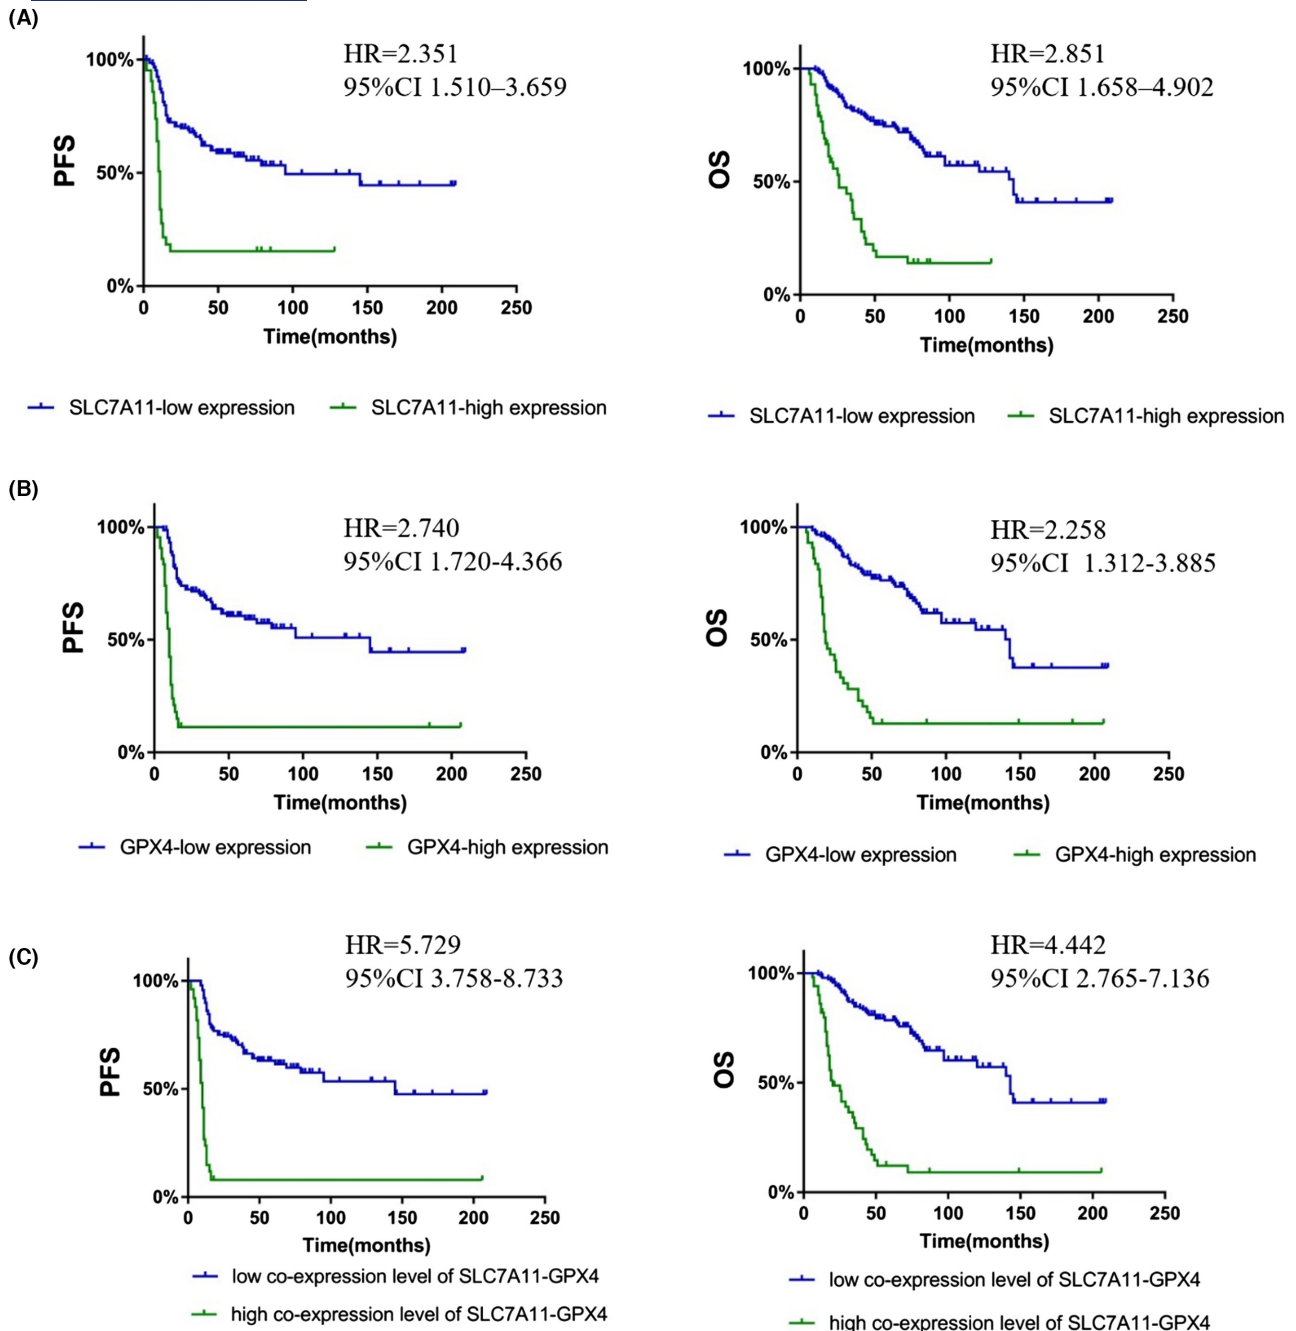 (A)
HR=2.351
95%CI 1.510–3.659
100%
50%
0%
PFS
0 50 100 150 200 250
Time(months)
SLC7A11-low expression SLC7A11-high expression
HR=2.851
95%CI 1.658–4.902
100%
50%
0%
OS
0 50 100 150 200 250
Time(months)
SLC7A11-low expression SLC7A11-high expression
(B)
HR=2.740
95%CI 1.720-4.366
100%
50%
0%
PFS
0 50 100 150 200 250
Time(months)
GPX4-low expression GPX4-high expression
HR=2.258
95%CI 1.312-3.885
100%
50%
0%
OS
0 50 100 150 200 250
Time(months)
GPX4-low expression GPX4-high expression
(C)
HR=5.729
95%CI 3.758-8.733
100%
50%
0%
PFS
0 50 100 150 200 250
Time(months)
low co-expression level of SLC7A11-GPX4
high co-expression level of SLC7A11-GPX4
HR=4.442
95%CI 2.765-7.136
100%
50%
0%
OS
0 50 100 150 200 250
Time(months)
low co-expression level of SLC7A11-GPX4
high co-expression level of SLC7A11-GPX4